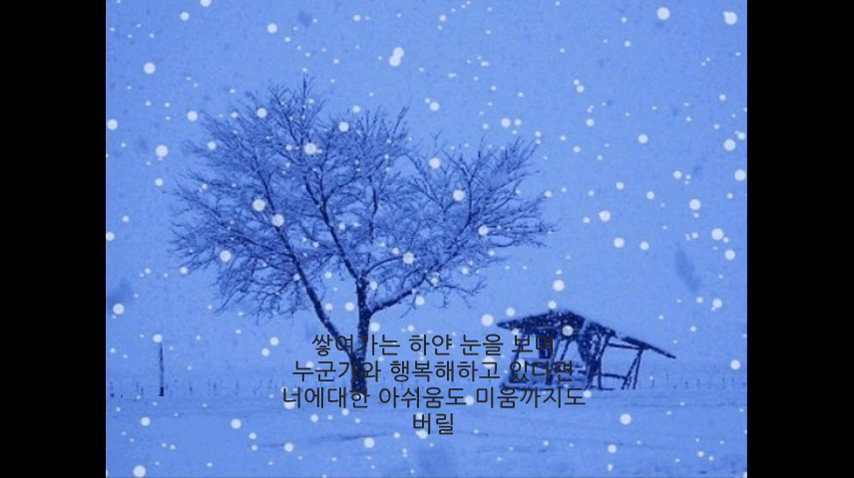 쌓여가는 하얀 눈을 보며
누군가와 행복해하고 있다면
너에대한 아쉬움도 미움까지도
버릴